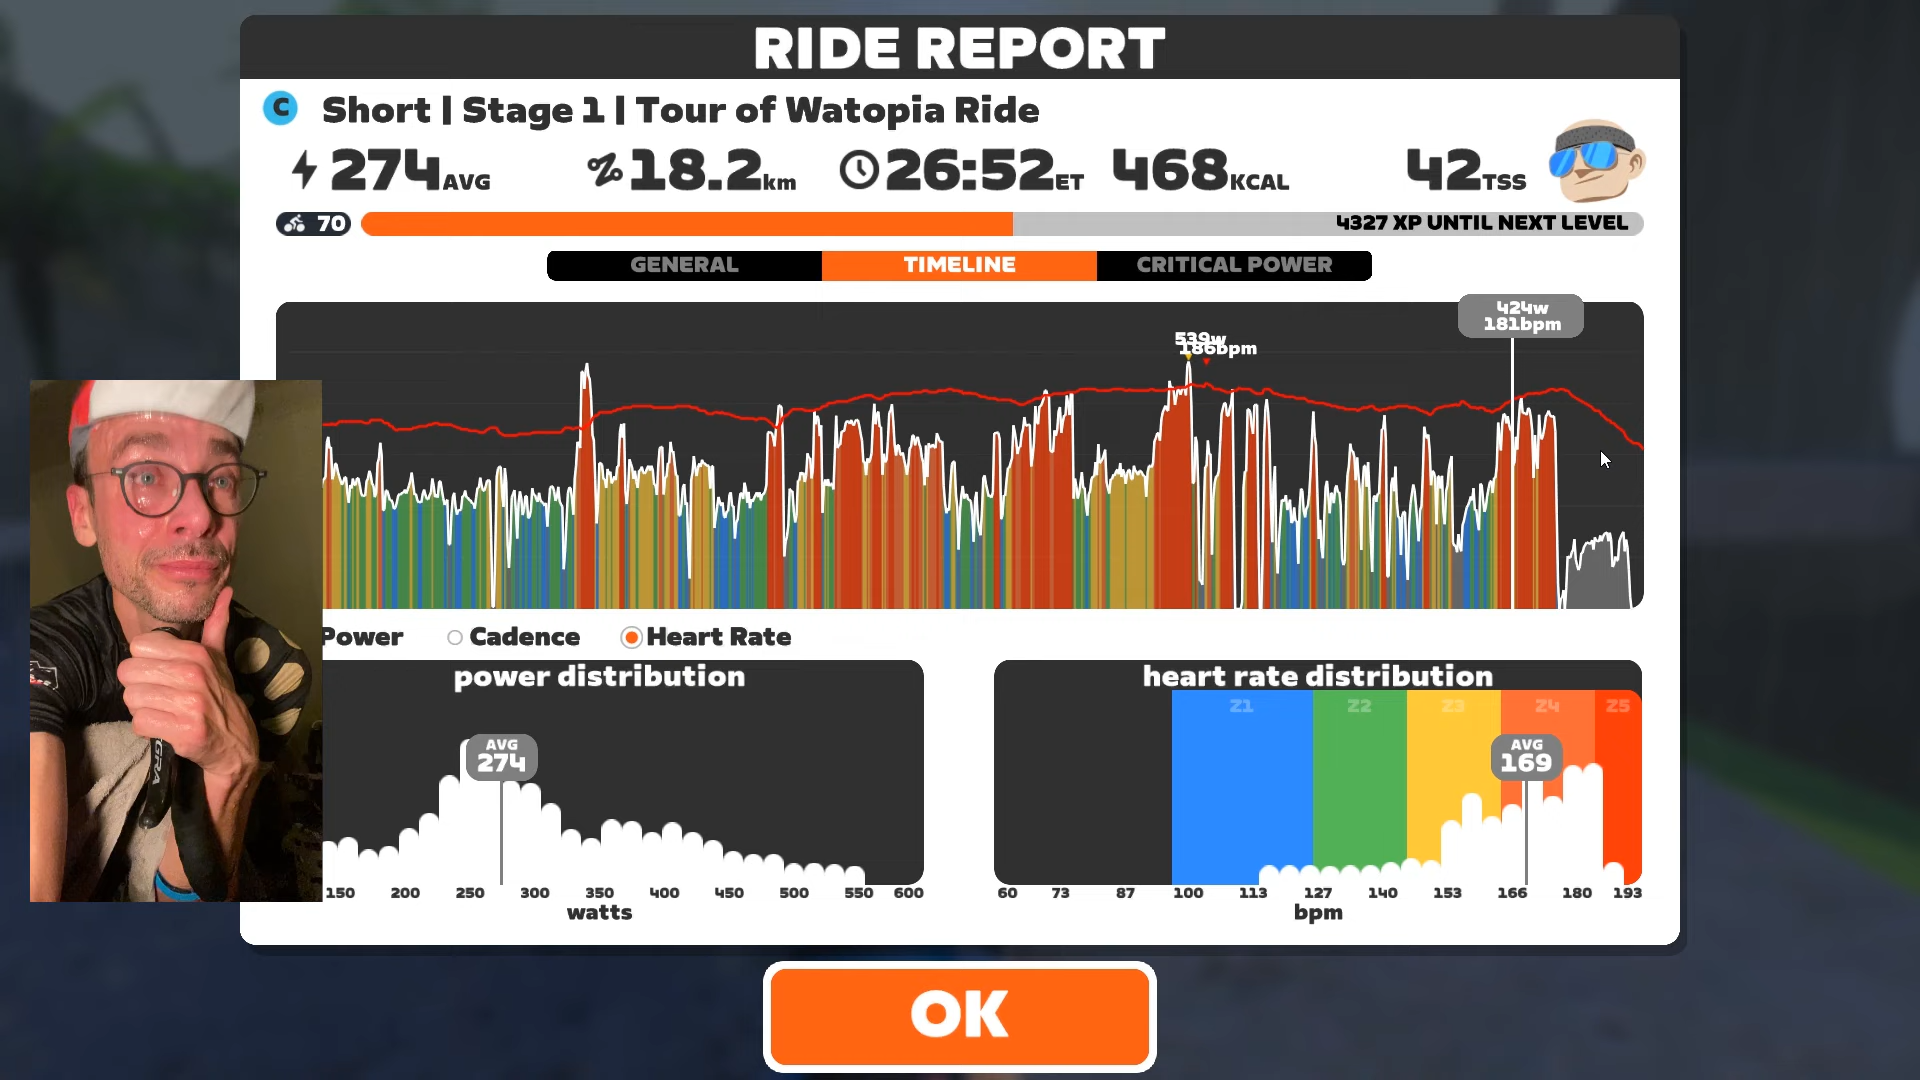 RIDE REPORT
C Short | Stage 1 | Tour of Watopia Ride
274AVG 18.2km 26:52ET 468KCAL 42TSS
70 4327 XP UNTIL NEXT LEVEL
GENERAL TIMELINE CRITICAL POWER
424w
181bpm
539w
186bpm
Power Cadence Heart Rate
power distribution
AVG
274
150 200 250 300 350 400 450 500 550 600
watts
heart rate distribution
Z1 Z2 Z3 Z4 Z5
AVG
169
60 73 87 100 113 127 140 153 166 180 193
bpm
OK